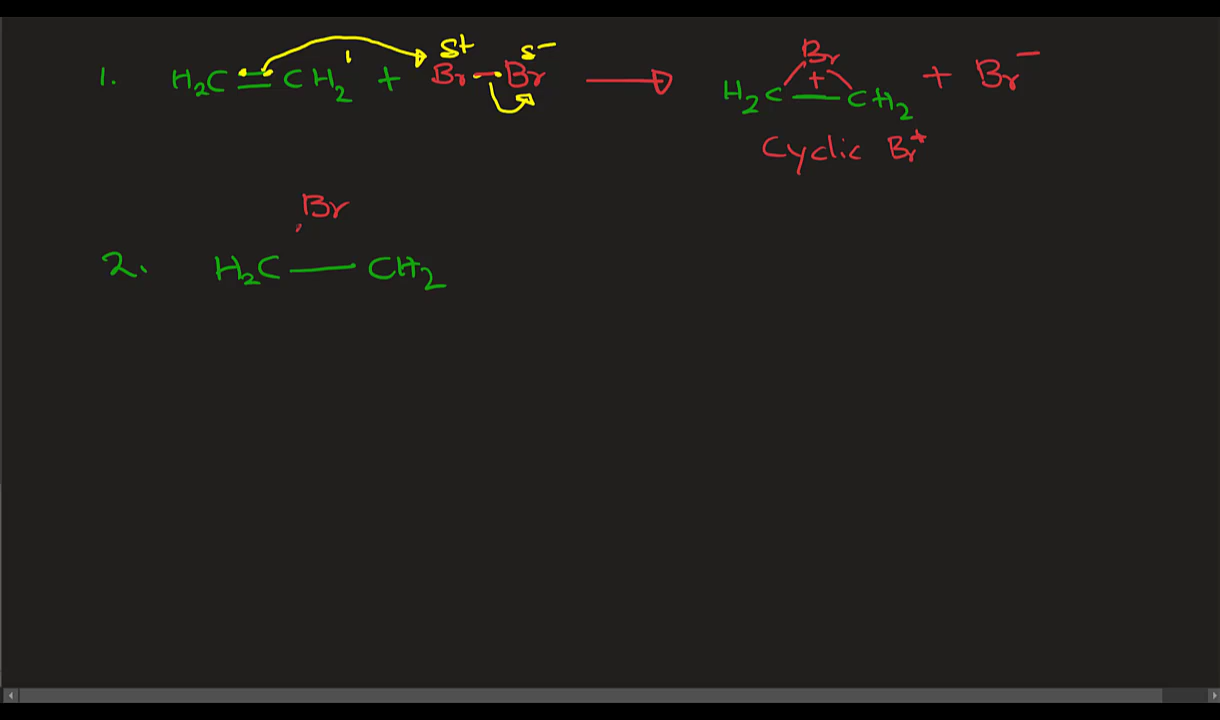 S+ S−
1. H₂C=CH₂ + Br–Br → H₂C–CH₂ + Br⁻
Br
+
Cyclic Br⁺
Br
2. H₂C–CH₂